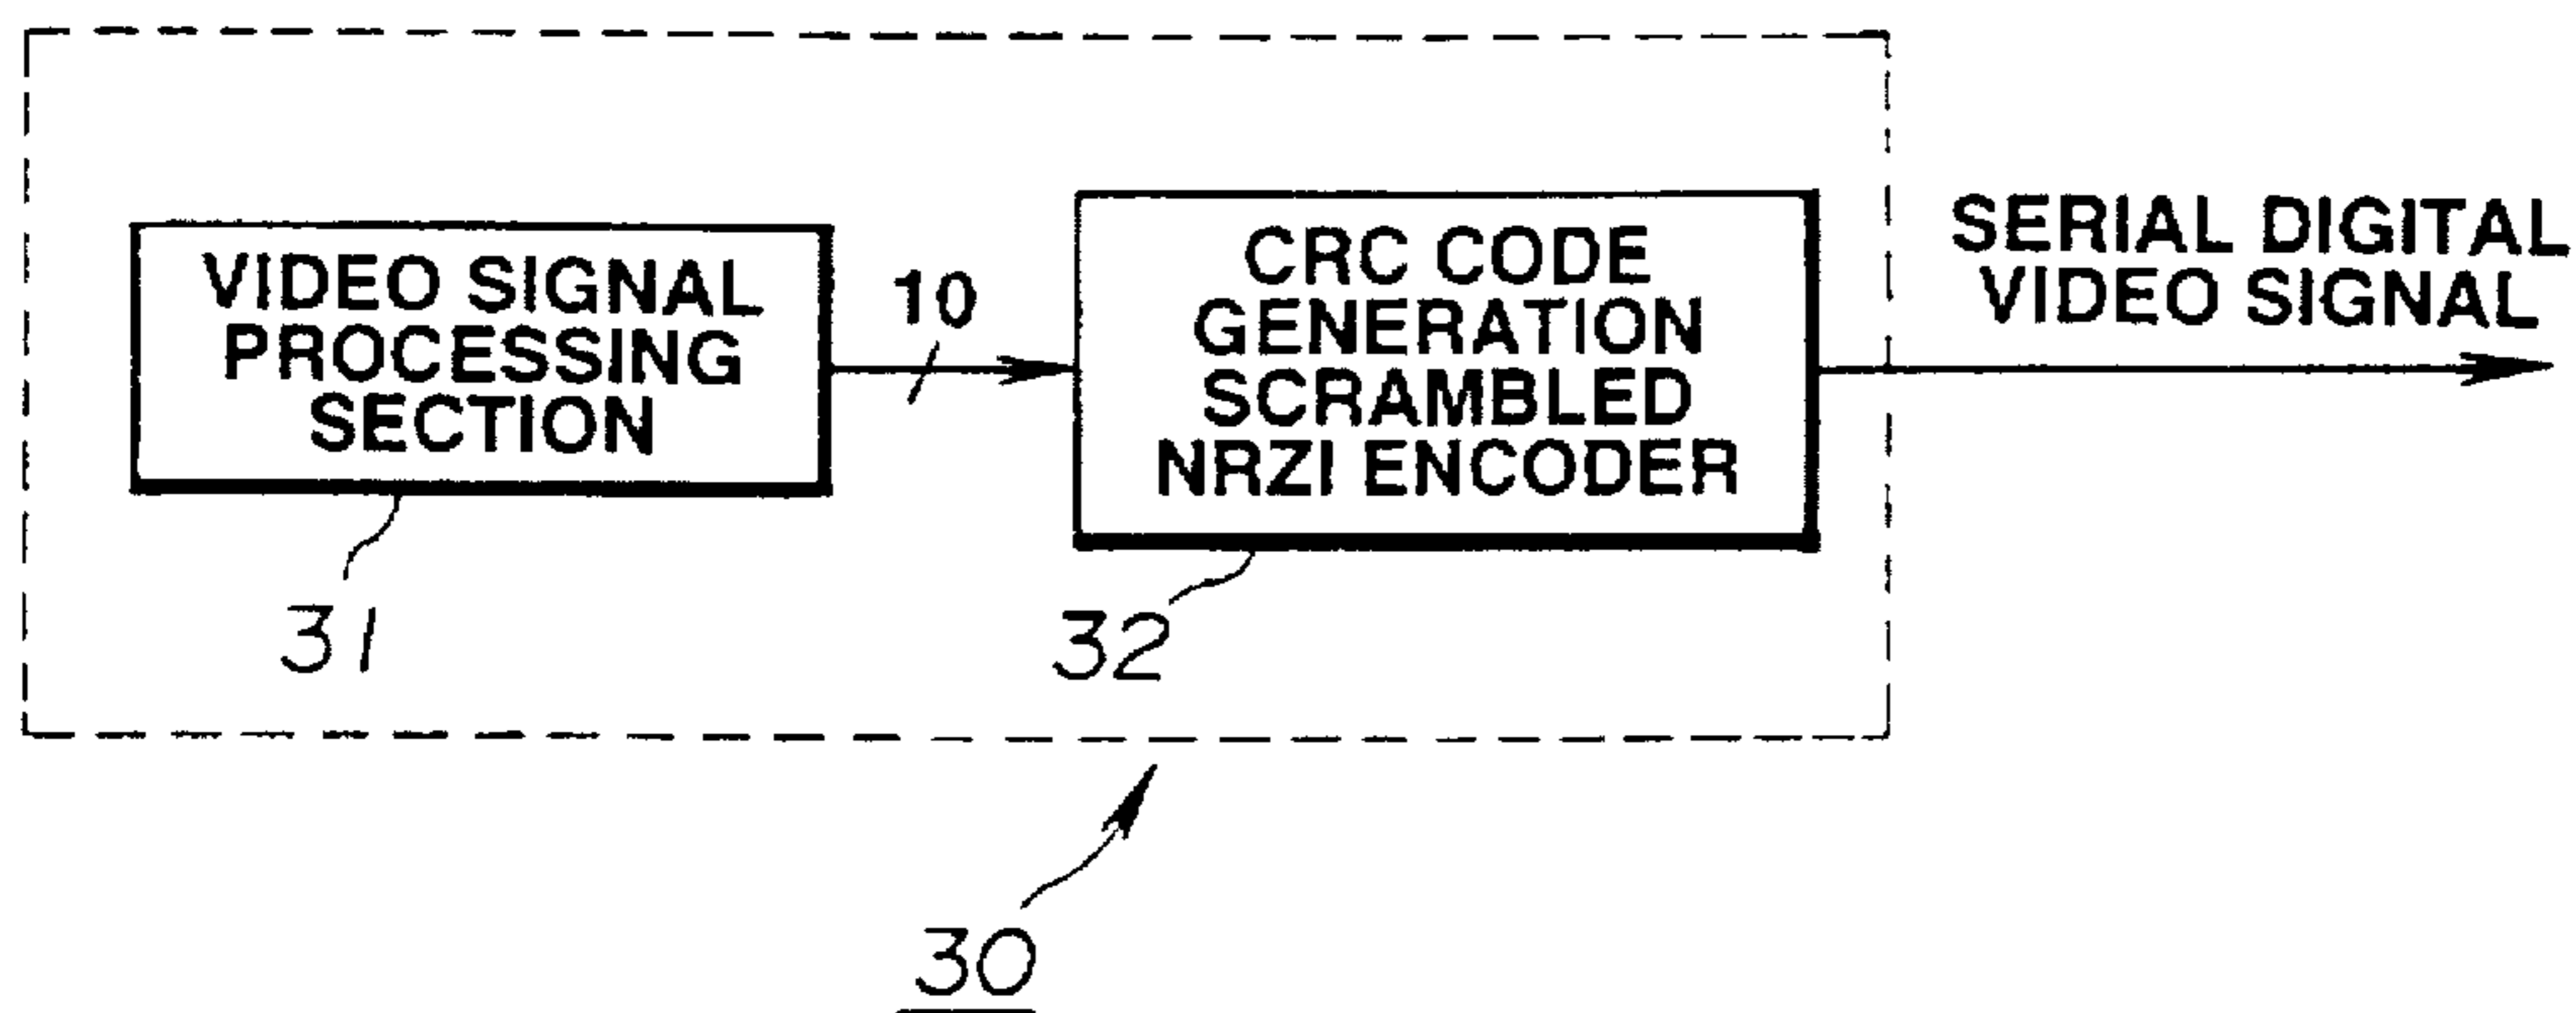 VIDEO SIGNAL
PROCESSING
SECTION
10
CRC CODE
GENERATION
SCRAMBLED
NRZI ENCODER
SERIAL DIGITAL
VIDEO SIGNAL
31
32
30